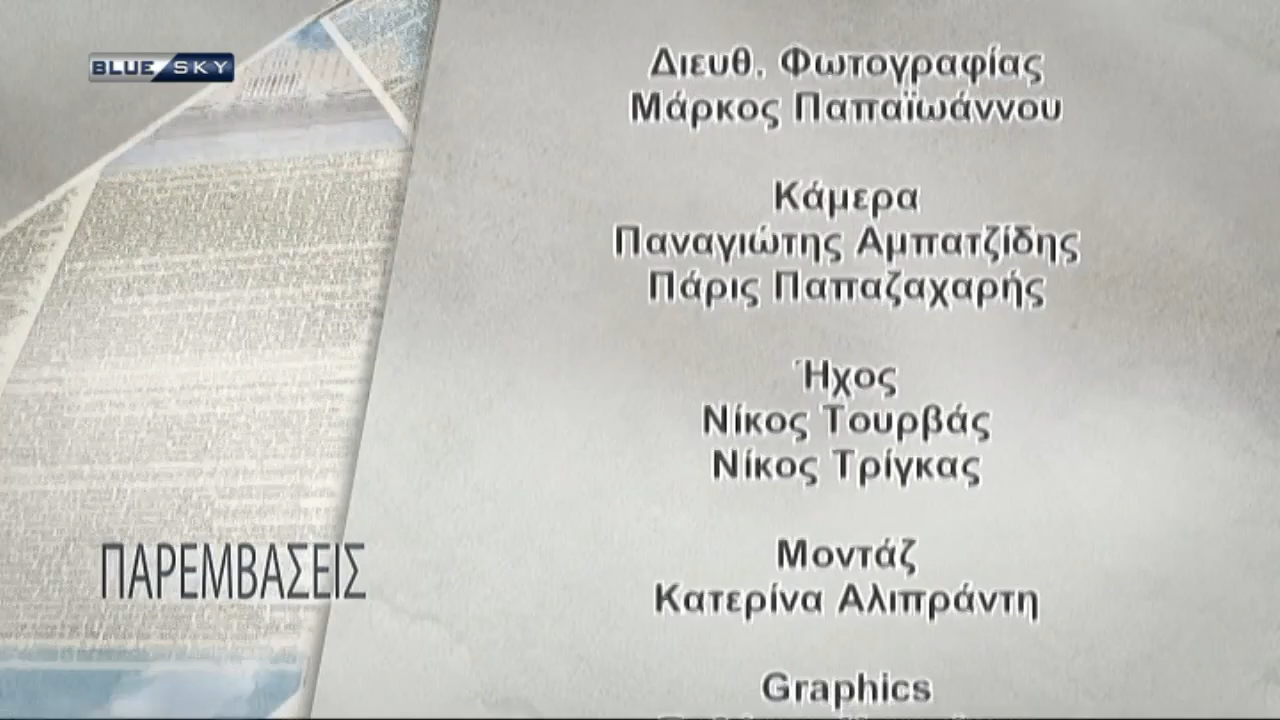 BLUE SKY
Διευθ. Φωτογραφίας
Μάρκος Παπαϊωάννου
Κάμερα
Παναγιώτης Αμπατζίδης
Πάρις Παπαζαχαρής
Ήχος
Νίκος Τουρβάς
Νίκος Τρίγκας
Μοντάζ
Κατερίνα Αλιπράντη
Graphics
ΠΑΡΕΜΒΑΣΕΙΣ